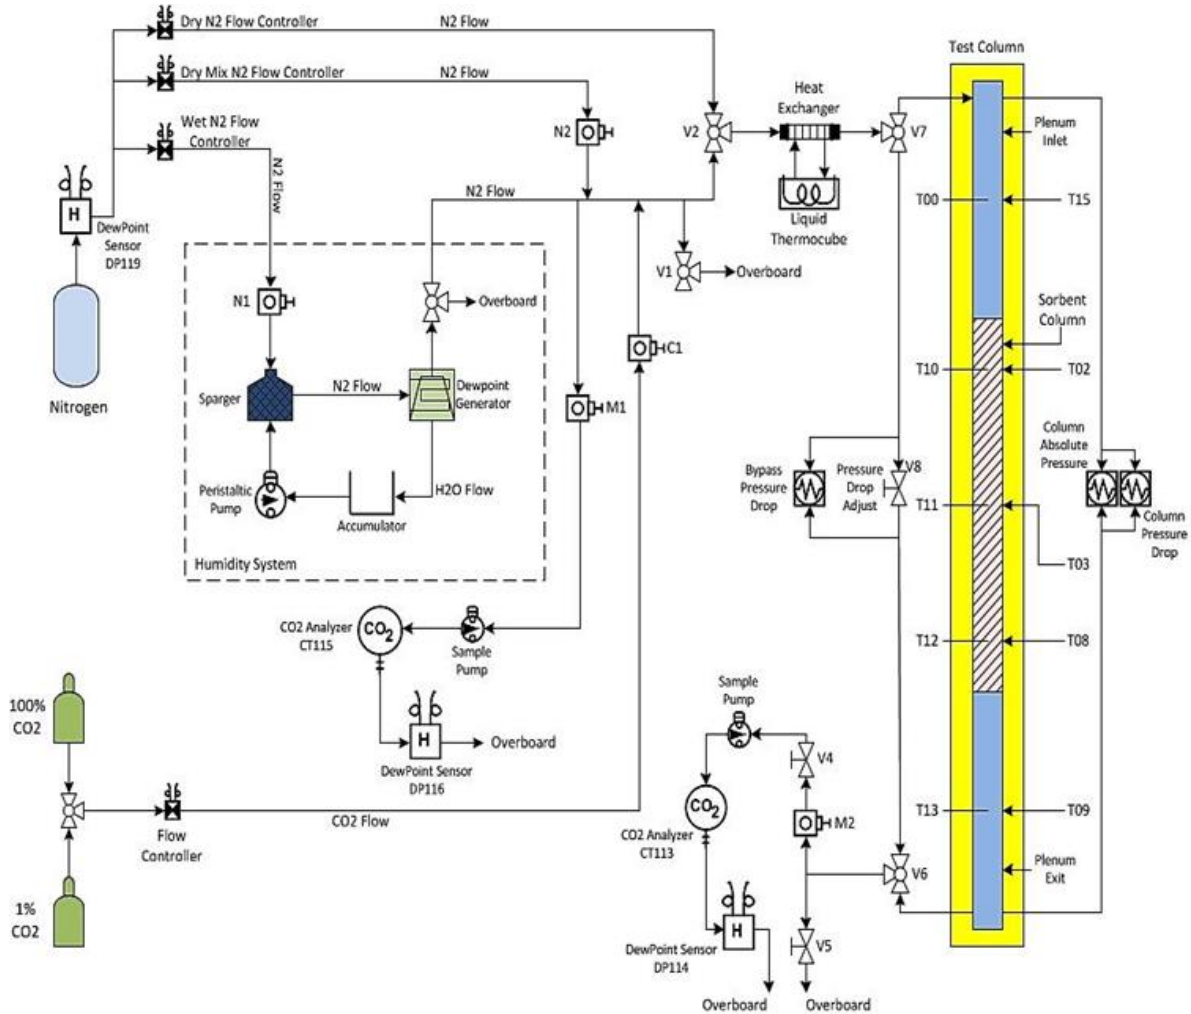 Dry N2 Flow Controller
N2 Flow
Dry Mix N2 Flow Controller
N2 Flow
Wet N2 Flow
Controller
N2 Flow
H
DewPoint
Sensor
DP119
Nitrogen
N2
V2
Heat
Exchanger
Liquid
Thermocube
V7
Test Column
Plenum
Inlet
T00
T15
N2 Flow
V1
Overboard
N1
Overboard
Sparger
N2 Flow
Dewpoint
Generator
C1
M1
Peristaltic
Pump
Accumulator
H2O Flow
Humidity System
Sorbent
Column
T10
T02
Column
Absolute
Pressure
Bypass
Pressure
Drop
Pressure
Drop
Adjust
V8
T11
Column
Pressure
Drop
T03
CO2 Analyzer
CT115
CO2
Sample
Pump
T12
T08
H
Overboard
DewPoint Sensor
DP116
100%
CO2
Flow
Controller
CO2 Flow
1%
CO2
Sample
Pump
V4
CO2
CO2 Analyzer
CT113
M2
T13
T09
V6
Plenum
Exit
H
DewPoint Sensor
DP114
V5
Overboard
Overboard